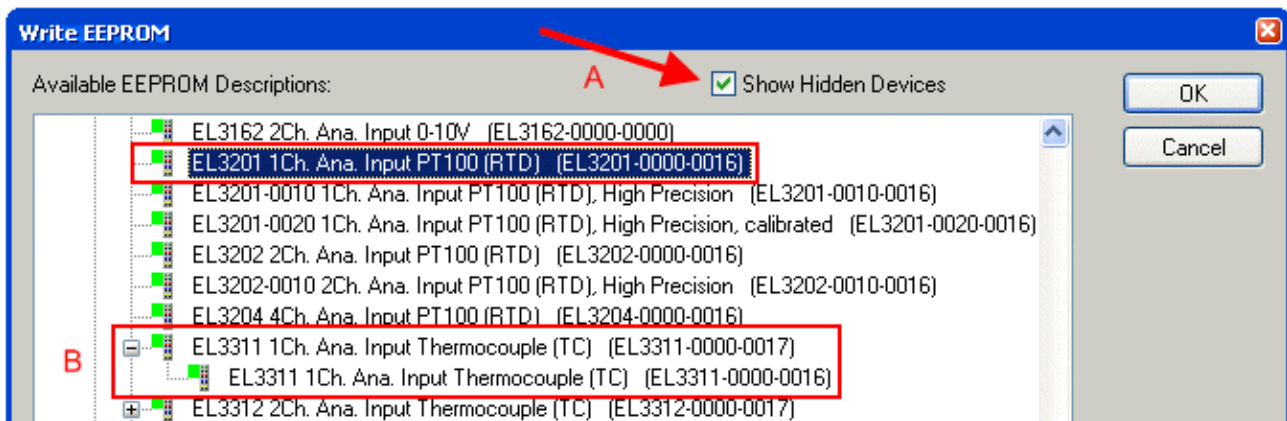 Write EEPROM
Available EEPROM Descriptions:
A
Show Hidden Devices
OK
Cancel
EL3162 2Ch. Ana. Input 0-10V (EL3162-0000-0000)
EL3201 1Ch. Ana. Input PT100 (RTD) (EL3201-0000-0016)
EL3201-0010 1Ch. Ana. Input PT100 (RTD), High Precision (EL3201-0010-0016)
EL3201-0020 1Ch. Ana. Input PT100 (RTD), High Precision, calibrated (EL3201-0020-0016)
EL3202 2Ch. Ana. Input PT100 (RTD) (EL3202-0000-0016)
EL3202-0010 2Ch. Ana. Input PT100 (RTD), High Precision (EL3202-0010-0016)
EL3204 4Ch. Ana. Input PT100 (RTD) (EL3204-0000-0016)
B
EL3311 1Ch. Ana. Input Thermocouple (TC) (EL3311-0000-0017)
EL3311 1Ch. Ana. Input Thermocouple (TC) (EL3311-0000-0016)
EL3312 2Ch. Ana. Input Thermocouple (TC) (EL3312-0000-0017)